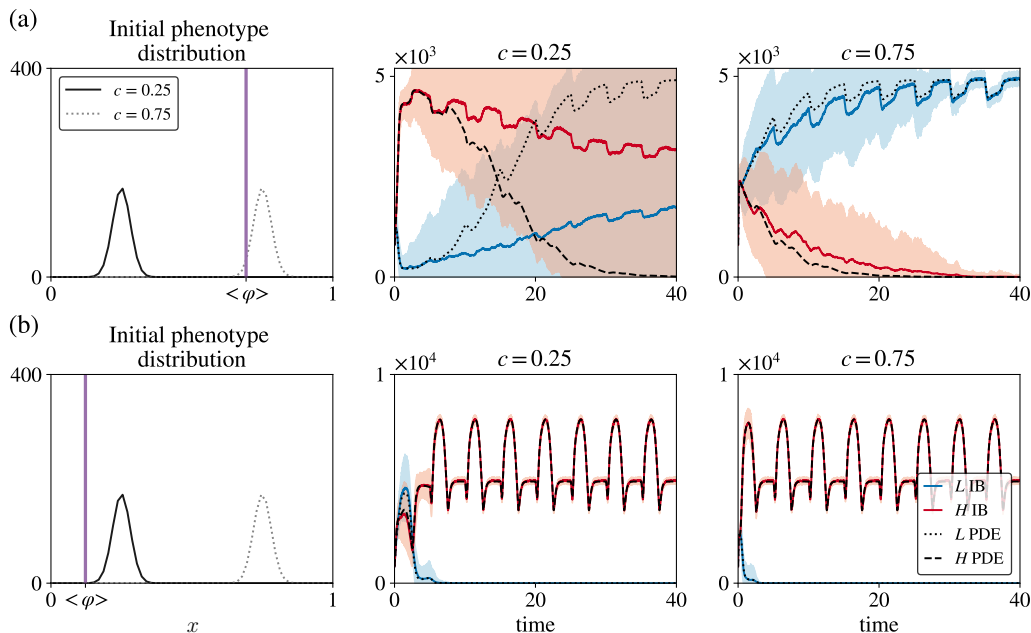 (a)
Initial phenotype
distribution
400
c = 0.25
c = 0.75
0
0
<φ>
1
c = 0.25
×10³
5
0
0
20
40
c = 0.75
×10³
5
0
0
20
40
(b)
Initial phenotype
distribution
400
0
0
<φ>
1
x
c = 0.25
×10⁴
1
0
0
20
40
time
c = 0.75
×10⁴
1
0
L IB
H IB
L PDE
H PDE
0
20
40
time